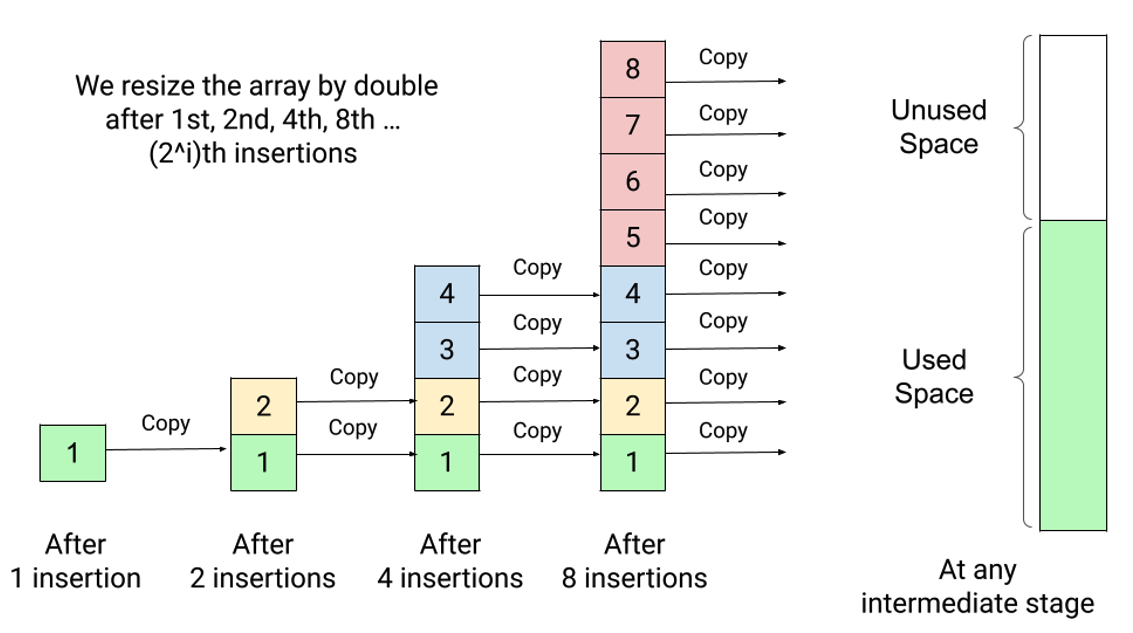 We resize the array by double
after 1st, 2nd, 4th, 8th ...
(2^i)th insertions
1
Copy
After
1 insertion
2
1
Copy
Copy
After
2 insertions
4
3
2
1
Copy
Copy
Copy
Copy
After
4 insertions
8
7
6
5
4
3
2
1
Copy
Copy
Copy
Copy
Copy
Copy
Copy
Copy
After
8 insertions
Unused
Space
Used
Space
At any
intermediate stage